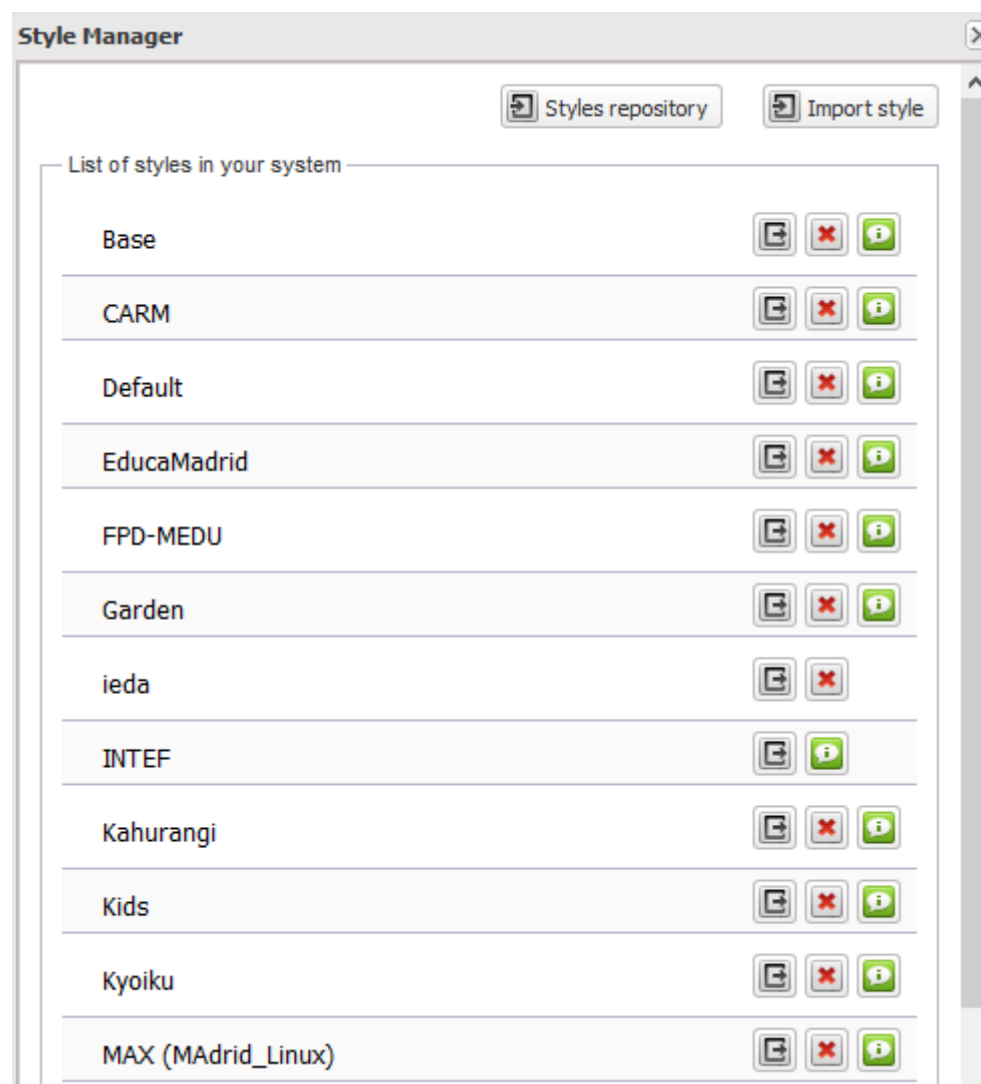 Style Manager
Styles repository
Import style
List of styles in your system
Base
CARM
Default
EducaMadrid
FPD-MEDU
Garden
ieda
INTEF
Kahurangi
Kids
Kyoiku
MAX (MAdrid_Linux)